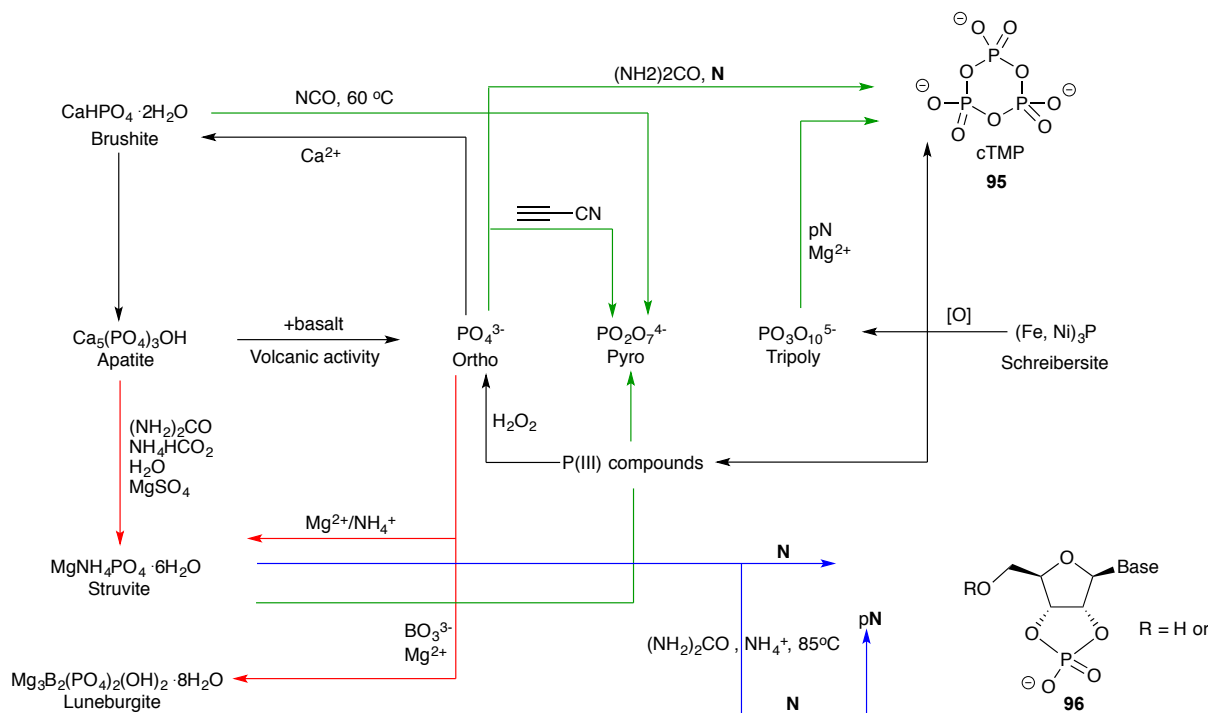 (NH2)2CO, N
O⊖
O
P
O
O
⊖O
P
P
O⊖
O
O
O
cTMP
95
NCO, 60 ºC
CaHPO₄ ·2H₂O
Brushite
Ca²⁺
CN
pN
Mg²⁺
Ca₅(PO₄)₃OH
Apatite
+basalt
Volcanic activity
PO₄³⁻
Ortho
PO₂O₇⁴⁻
Pyro
PO₃O₁₀⁵⁻
Tripoly
[O]
(Fe, Ni)₃P
Schreibersite
H₂O₂
P(III) compounds
(NH₂)₂CO
NH₄HCO₂
H₂O
MgSO₄
Mg²⁺/NH₄⁺
MgNH₄PO₄ ·6H₂O
Struvite
N
BO₃³⁻
Mg²⁺
(NH₂)₂CO , NH₄⁺, 85ºC
pN
N
Mg₃B₂(PO₄)₂(OH)₂ ·8H₂O
Luneburgite
O
Base
RO
O
O
P
⊖O
O
R = H or
96